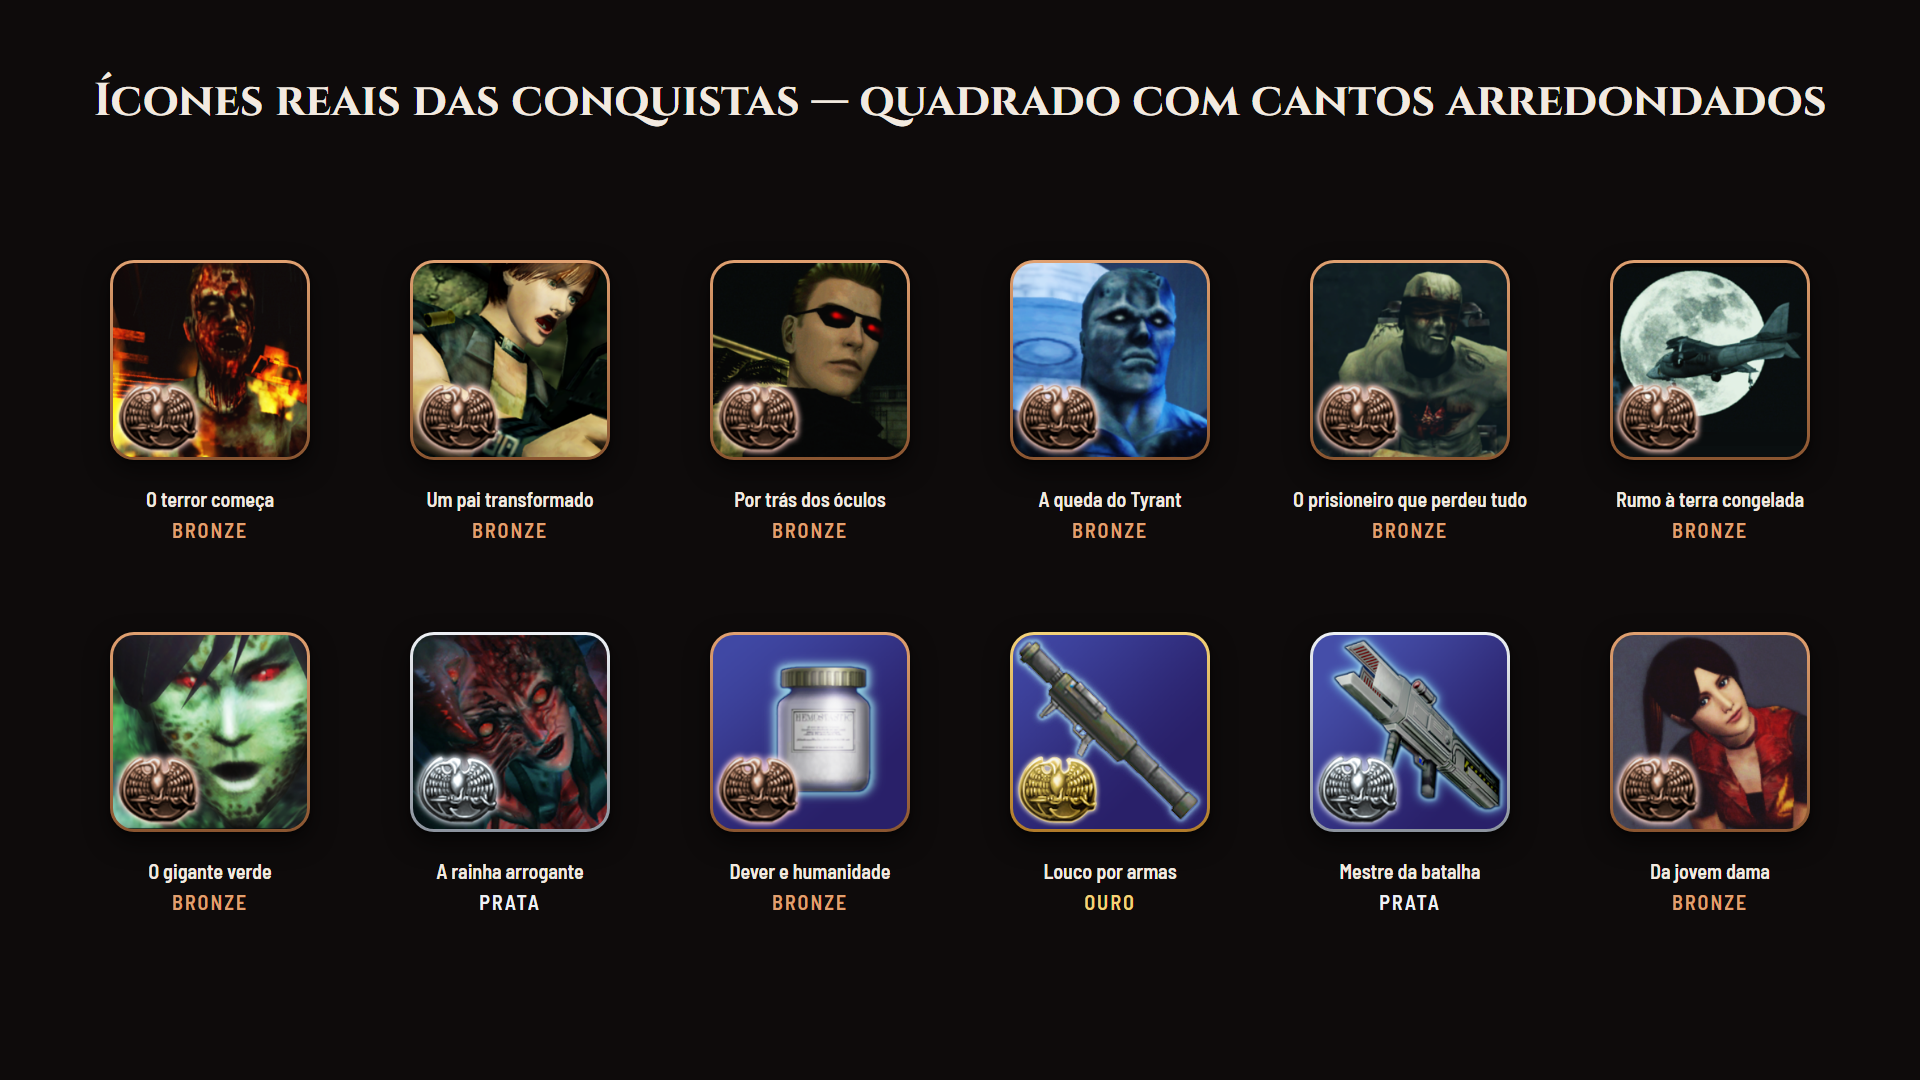 Ícones reais das conquistas — quadrado com cantos arredondados
O terror começa
BRONZE
Um pai transformado
BRONZE
Por trás dos óculos
BRONZE
A queda do Tyrant
BRONZE
O prisioneiro que perdeu tudo
BRONZE
Rumo à terra congelada
BRONZE
O gigante verde
BRONZE
A rainha arrogante
PRATA
HEMOSTATIC
Dever e humanidade
BRONZE
Louco por armas
OURO
Mestre da batalha
PRATA
Da jovem dama
BRONZE